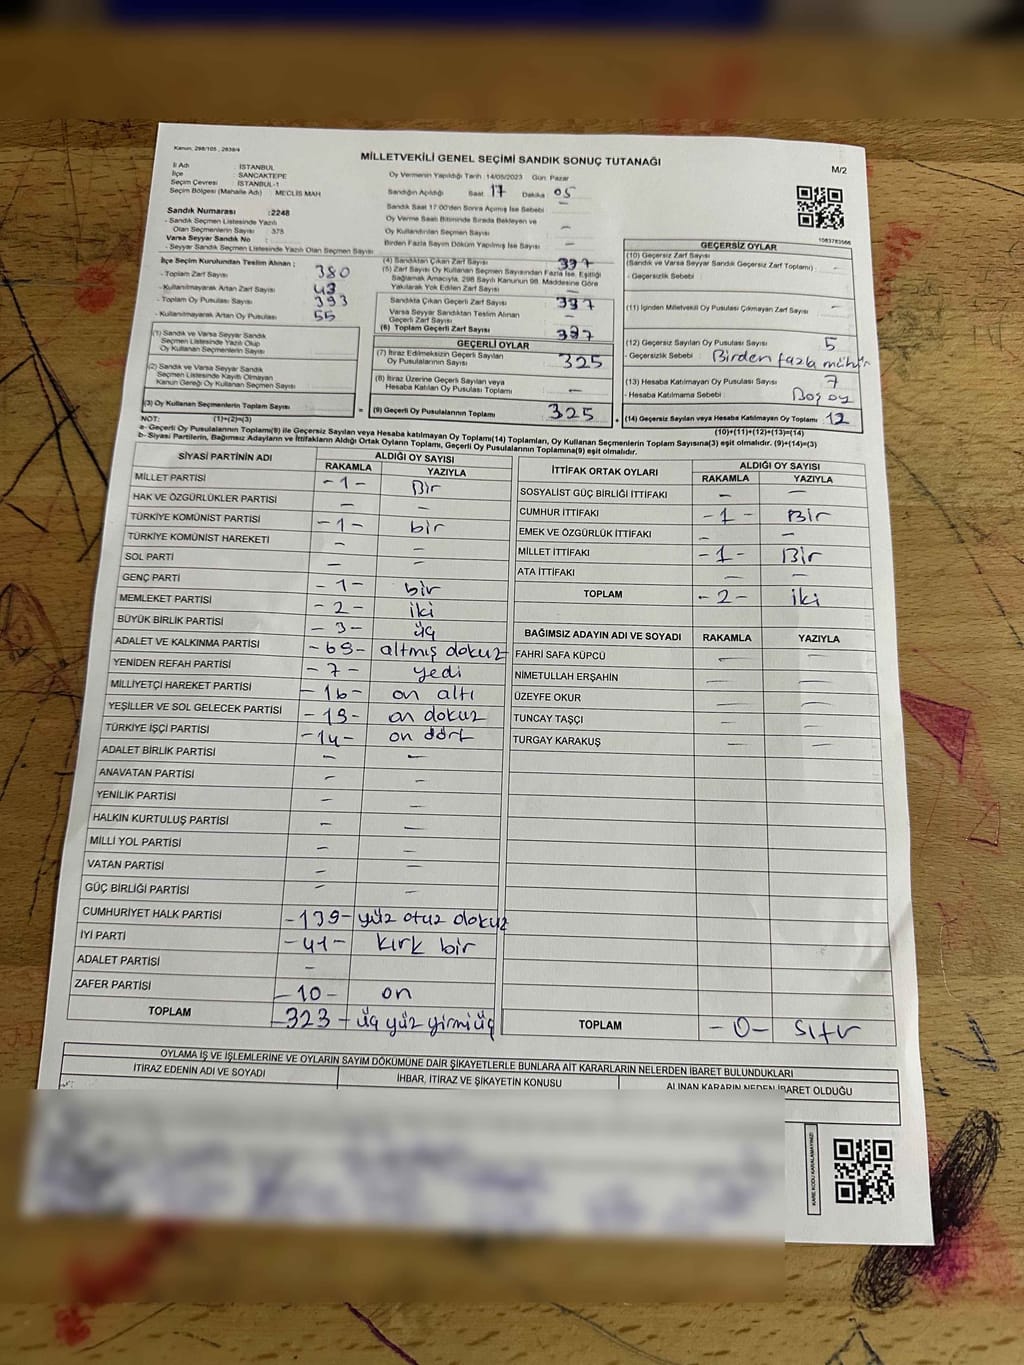 Kanun: 298/105, 2839/4
MİLLETVEKİLİ GENEL SEÇİMİ SANDIK SONUÇ TUTANAĞI
M/2
İl Adı : İSTANBUL
İlçe : SANCAKTEPE
Seçim Çevresi : İSTANBUL-1
Seçim Bölgesi (Mahalle Adı) : MECLİS MAH
Oy Vermenin Yapıldığı Tarih :14/05/2023 Gün: Pazar
Sandığın Açıldığı Saat: 17 Dakika 05
Sandık Saat 17:00'den Sonra Açılmış İse Sebebi —
Oy Verme Saati Bitiminde Sırada Bekleyen ve
Oy Kullandırılan Seçmen Sayısı —
Birden Fazla Sayım Döküm Yapılmış İse Sayısı —
Sandık Numarası :2248
- Sandık Seçmen Listesinde Yazılı
Olan Seçmenlerin Sayısı : 378
Varsa Seyyar Sandık No :
- Seyyar Sandık Seçmen Listesinde Yazılı Olan Seçmen Sayısı
İlçe Seçim Kurulundan Teslim Alınan ;
- Toplam Zarf Sayısı 380
- Kullanılmayarak Artan Zarf Sayısı 43
- Toplam Oy Pusulası Sayısı 393
- Kullanılmayarak Artan Oy Pusulası 55
(1) Sandık ve Varsa Seyyar Sandık
Seçmen Listesinde Yazılı Olup
Oy Kullanan Seçmenlerin Sayısı
(2) Sandık ve Varsa Seyyar Sandık
Seçmen Listesinde Kayıtlı Olmayan
Kanun Gereği Oy Kullanan Seçmen Sayısı
(3) Oy Kullanan Seçmenlerin Toplam Sayısı
(4) Sandıktan Çıkan Zarf Sayısı 337
(5) Zarf Sayısı Oy Kullanan Seçmen Sayısından Fazla İse, Eşitliği
Sağlamak Amacıyla, 298 Sayılı Kanunun 98. Maddesine Göre
Yakılarak Yok Edilen Zarf Sayısı —
Sandıkta Çıkan Geçerli Zarf Sayısı 337
Varsa Seyyar Sandıktan Teslim Alınan
Geçerli Zarf Sayısı —
(6) Toplam Geçerli Zarf Sayısı 337
GEÇERLİ OYLAR
(7) İtiraz Edilmeksizin Geçerli Sayılan
Oy Pusulalarının Sayısı 325
(8) İtiraz Üzerine Geçerli Sayılan veya
Hesaba Katılan Oy Pusulası Toplamı —
= (9) Geçerli Oy Pusulalarının Toplamı 325
1083783566
GEÇERSİZ OYLAR
(10) Geçersiz Zarf Sayısı
(Sandık ve Varsa Seyyar Sandık Geçersiz Zarf Toplamı) : —
- Geçersizlik Sebebi :
(11) İçinden Milletvekili Oy Pusulası Çıkmayan Zarf Sayısı —
(12) Geçersiz Sayılan Oy Pusulası Sayısı 5
- Geçersizlik Sebebi : Birden fazla mühür
(13) Hesaba Katılmayan Oy Pusulası Sayısı 7
- Hesaba Katılmama Sebebi : Boş oy
+ (14) Geçersiz Sayılan veya Hesaba Katılmayan Oy Toplamı 12
NOT: (1)+(2)=(3)
(10)+(11)+(12)+(13)=(14)
a- Geçerli Oy Pusulalarının Toplamı(9) ile Geçersiz Sayılan veya Hesaba katılmayan Oy Toplamı(14) Toplamları, Oy Kullanan Seçmenlerin Toplam Sayısına(3) eşit olmalıdır. (9)+(14)=(3)
b- Siyasi Partilerin, Bağımsız Adayların ve İttifakların Aldığı Ortak Oyların Toplamı, Geçerli Oy Pusulalarının Toplamına(9) eşit olmalıdır.
SİYASİ PARTİNİN ADI ALDIĞI OY SAYISI
RAKAMLA YAZIYLA
MİLLET PARTİSİ -1- Bir
HAK VE ÖZGÜRLÜKLER PARTİSİ — —
TÜRKİYE KOMÜNİST PARTİSİ -1- bir
TÜRKİYE KOMÜNİST HAREKETİ — —
SOL PARTİ — —
GENÇ PARTİ -1- bir
MEMLEKET PARTİSİ -2- iki
BÜYÜK BİRLİK PARTİSİ -3- üç
ADALET VE KALKINMA PARTİSİ -69- altmış dokuz
YENİDEN REFAH PARTİSİ -7- yedi
MİLLİYETÇİ HAREKET PARTİSİ -16- on altı
YEŞİLLER VE SOL GELECEK PARTİSİ -19- on dokuz
TÜRKİYE İŞÇİ PARTİSİ -14- on dört
ADALET BİRLİK PARTİSİ — —
ANAVATAN PARTİSİ — —
YENİLİK PARTİSİ — —
HALKIN KURTULUŞ PARTİSİ — —
MİLLİ YOL PARTİSİ — —
VATAN PARTİSİ — —
GÜÇ BİRLİĞİ PARTİSİ — —
CUMHURİYET HALK PARTİSİ -139- yüz otuz dokuz
İYİ PARTİ -41- kırk bir
ADALET PARTİSİ —
ZAFER PARTİSİ -10- on
TOPLAM -323- üç yüz yirmi üç
İTTİFAK ORTAK OYLARI ALDIĞI OY SAYISI
RAKAMLA YAZIYLA
SOSYALİST GÜÇ BİRLİĞİ İTTİFAKI — —
CUMHUR İTTİFAKI -1- Bir
EMEK VE ÖZGÜRLÜK İTTİFAKI — —
MİLLET İTTİFAKI -1- Bir
ATA İTTİFAKI — —
TOPLAM -2- iki
BAĞIMSIZ ADAYIN ADI VE SOYADI RAKAMLA YAZIYLA
FAHRİ SAFA KÜPCÜ — —
NİMETULLAH ERŞAHİN — —
ÜZEYFE OKUR — —
TUNCAY TAŞÇI — —
TURGAY KARAKUŞ — —
TOPLAM -0- Sıfır
OYLAMA İŞ VE İŞLEMLERİNE VE OYLARIN SAYIM DÖKÜMÜNE DAİR ŞİKAYETLERLE BUNLARA AİT KARARLARIN NELERDEN İBARET BULUNDUKLARI
İTİRAZ EDENİN ADI VE SOYADI İHBAR, İTİRAZ VE ŞİKAYETİN KONUSU ALINAN KARARIN NEDEN İBARET OLDUĞU
KARE KODU KARALAMAYINIZ!